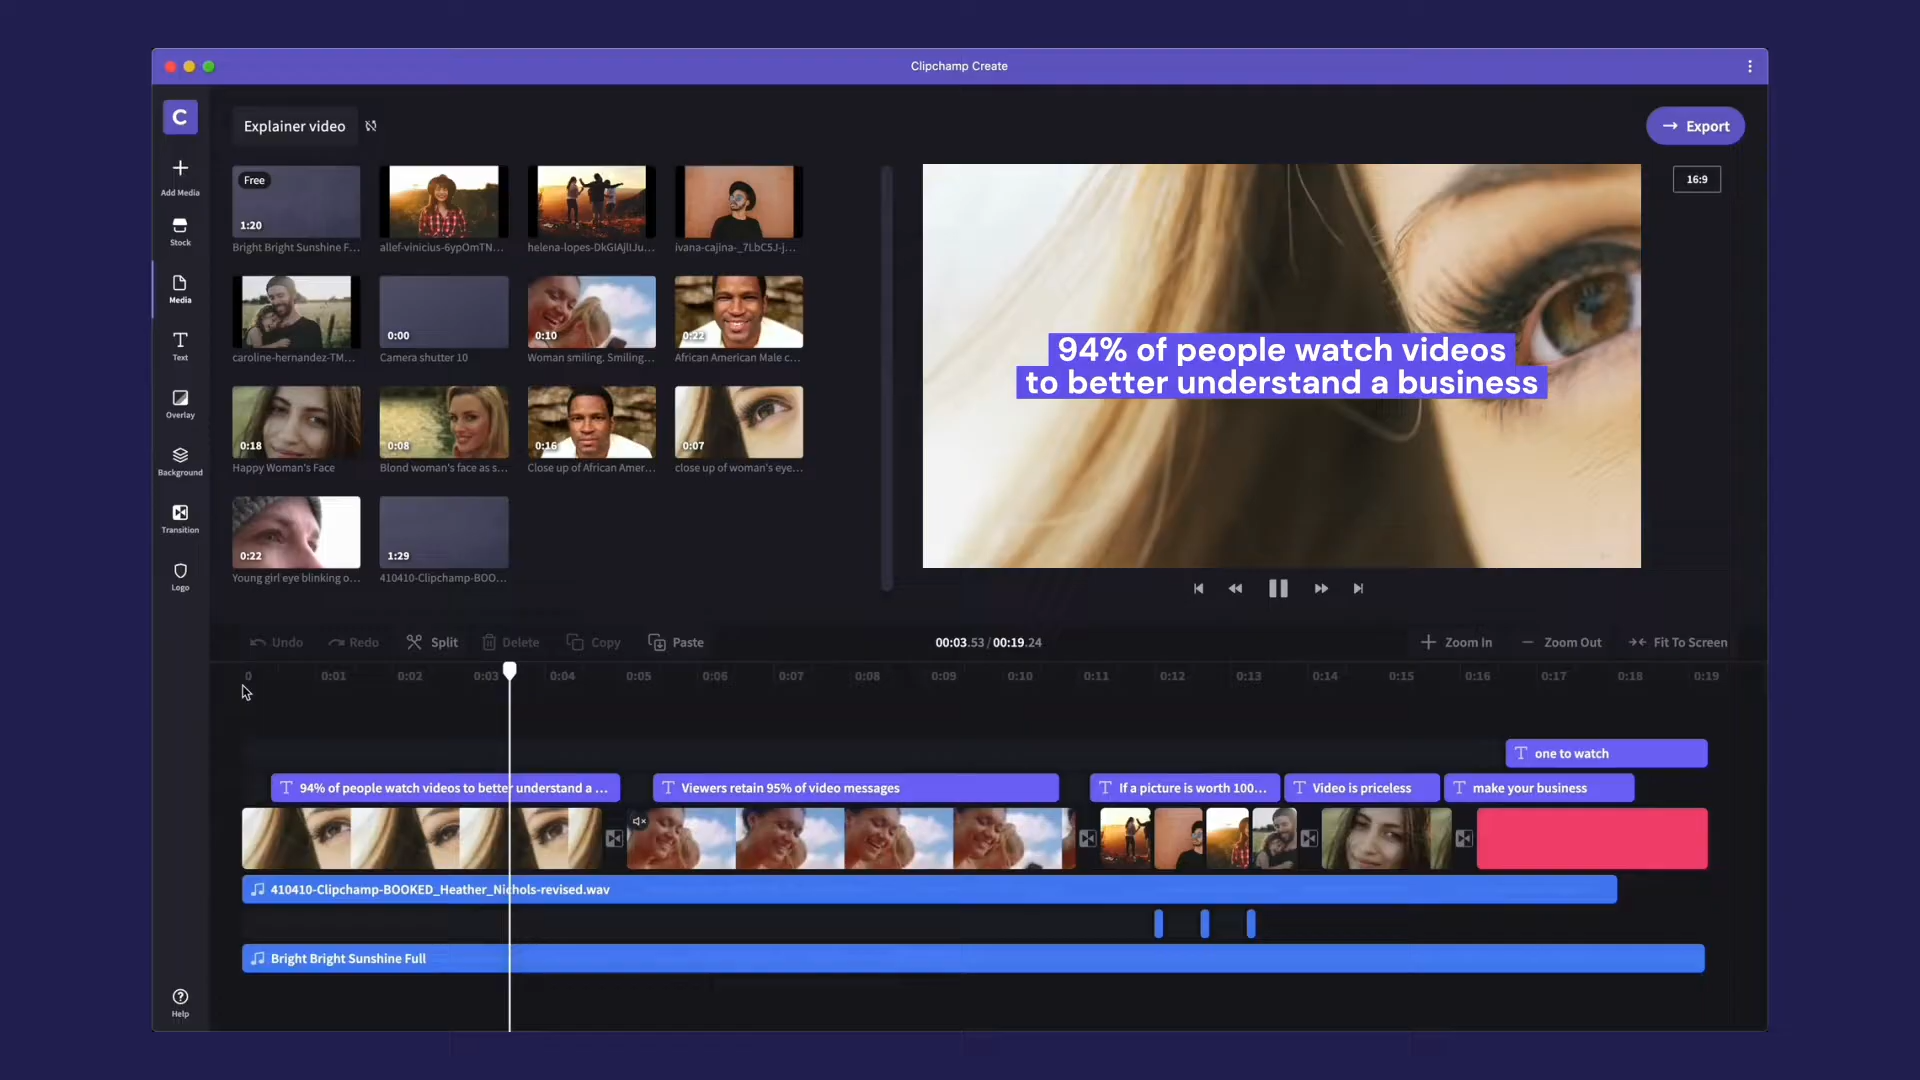 Clipchamp Create
C
Explainer video
Export
Add Media
Stock
Media
Text
Overlay
Background
Transition
Logo
Help
Free
1:20
Bright Bright Sunshine F...
allef-vinicius-6ypOmTN...
helena-lopes-DkGIAjlIJu...
ivana-cajina-_7LbC5J-j...
caroline-hernandez-TM...
0:00
Camera shutter 10
0:10
Woman smiling. Smiling...
0:22
African American Male c...
0:18
Happy Woman's Face
0:08
Blond woman's face as s...
0:16
Close up of African Amer...
0:07
close up of woman's eye...
0:22
Young girl eye blinking o...
1:29
410410-Clipchamp-BOO...
16:9
94% of people watch videos
to better understand a business
Undo
Redo
Split
Delete
Copy
Paste
00:03.53 / 00:19.24
Zoom In
Zoom Out
Fit To Screen
0 0:01 0:02 0:03 0:04 0:05 0:06 0:07 0:08 0:09 0:10 0:11 0:12 0:13 0:14 0:15 0:16 0:17 0:18 0:19
one to watch
94% of people watch videos to better understand a ...
Viewers retain 95% of video messages
If a picture is worth 100...
Video is priceless
make your business
410410-Clipchamp-BOOKED_Heather_Nichols-revised.wav
Bright Bright Sunshine Full